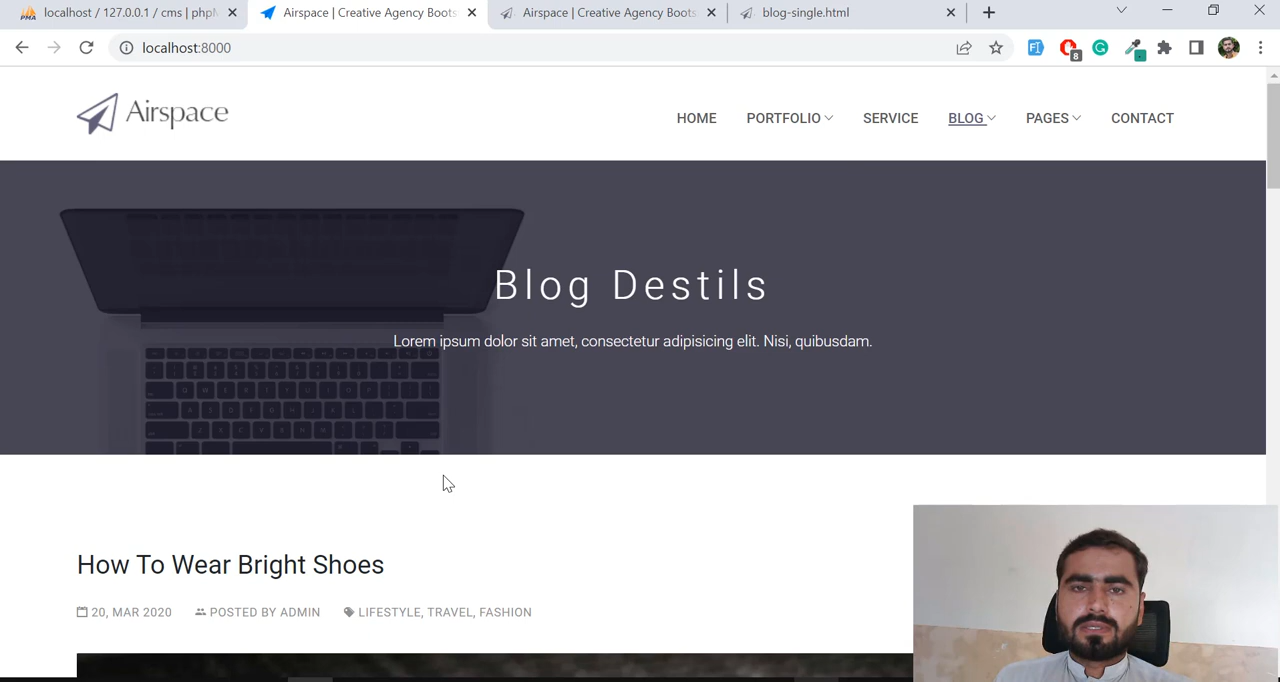 PMA
localhost / 127.0.0.1 / cms | phpM
Airspace | Creative Agency Boots
Airspace | Creative Agency Boots
blog-single.html
localhost:8000
8
Airspace
HOME PORTFOLIO SERVICE BLOG PAGES CONTACT
Blog Destils
Lorem ipsum dolor sit amet, consectetur adipisicing elit. Nisi, quibusdam.
How To Wear Bright Shoes
20, MAR 2020 POSTED BY ADMIN LIFESTYLE, TRAVEL, FASHION